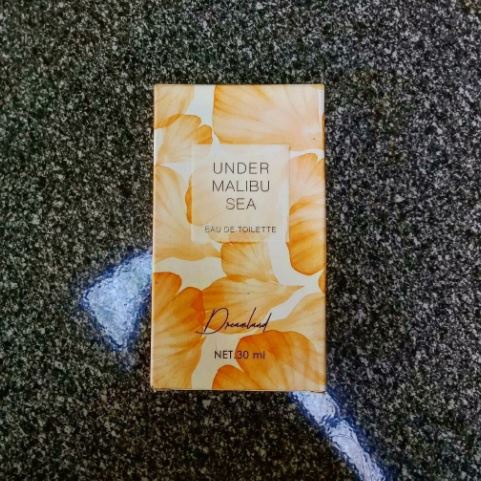 UNDER
MALIBU
SEA
EAU DE TOILETTE
Dreamland
NET.30 ml